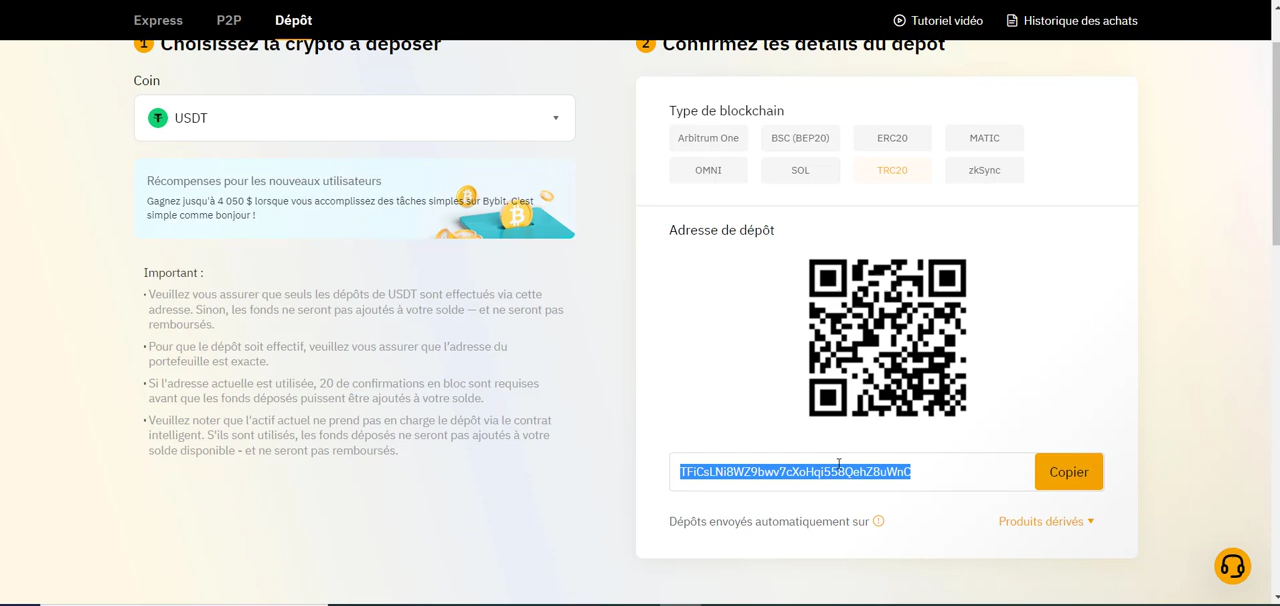 Express P2P Dépôt Tutoriel vidéo Historique des achats
1 Choisissez la crypto à déposer
Coin
USDT
Récompenses pour les nouveaux utilisateurs
Gagnez jusqu'à 4 050 $ lorsque vous accomplissez des tâches simples sur Bybit. C'est
simple comme bonjour !
Important :
· Veuillez vous assurer que seuls les dépôts de USDT sont effectués via cette
adresse. Sinon, les fonds ne seront pas ajoutés à votre solde — et ne seront pas
remboursés.
· Pour que le dépôt soit effectif, veuillez vous assurer que l'adresse du
portefeuille est exacte.
· Si l'adresse actuelle est utilisée, 20 de confirmations en bloc sont requises
avant que les fonds déposés puissent être ajoutés à votre solde.
· Veuillez noter que l'actif actuel ne prend pas en charge le dépôt via le contrat
intelligent. S'ils sont utilisés, les fonds déposés ne seront pas ajoutés à votre
solde disponible - et ne seront pas remboursés.
2 Confirmez les détails du dépôt
Type de blockchain
Arbitrum One BSC (BEP20) ERC20 MATIC
OMNI SOL TRC20 zkSync
Adresse de dépôt
TFiCsLNi8WZ9bwv7cXoHqi558QehZ8uWnC
Copier
Dépôts envoyés automatiquement sur
Produits dérivés